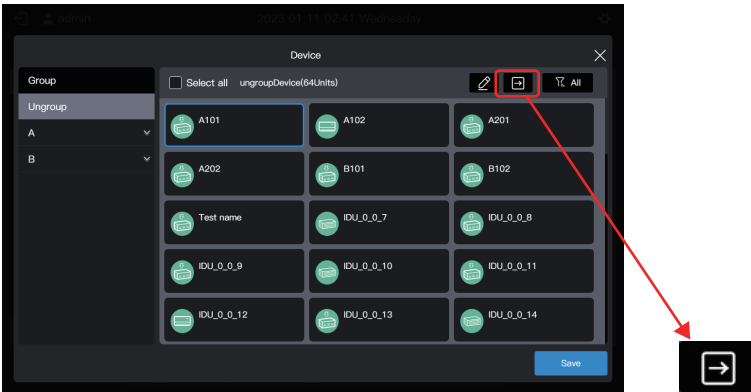 admin 2023 01 11 02:41 Wednesday
Device
Group
Select all ungroupDevice(64Units) All
Ungroup
A
B
A101 A102 A201
A202 B101 B102
Test name IDU_0_0_7 IDU_0_0_8
IDU_0_0_9 IDU_0_0_10 IDU_0_0_11
IDU_0_0_12 IDU_0_0_13 IDU_0_0_14
Save